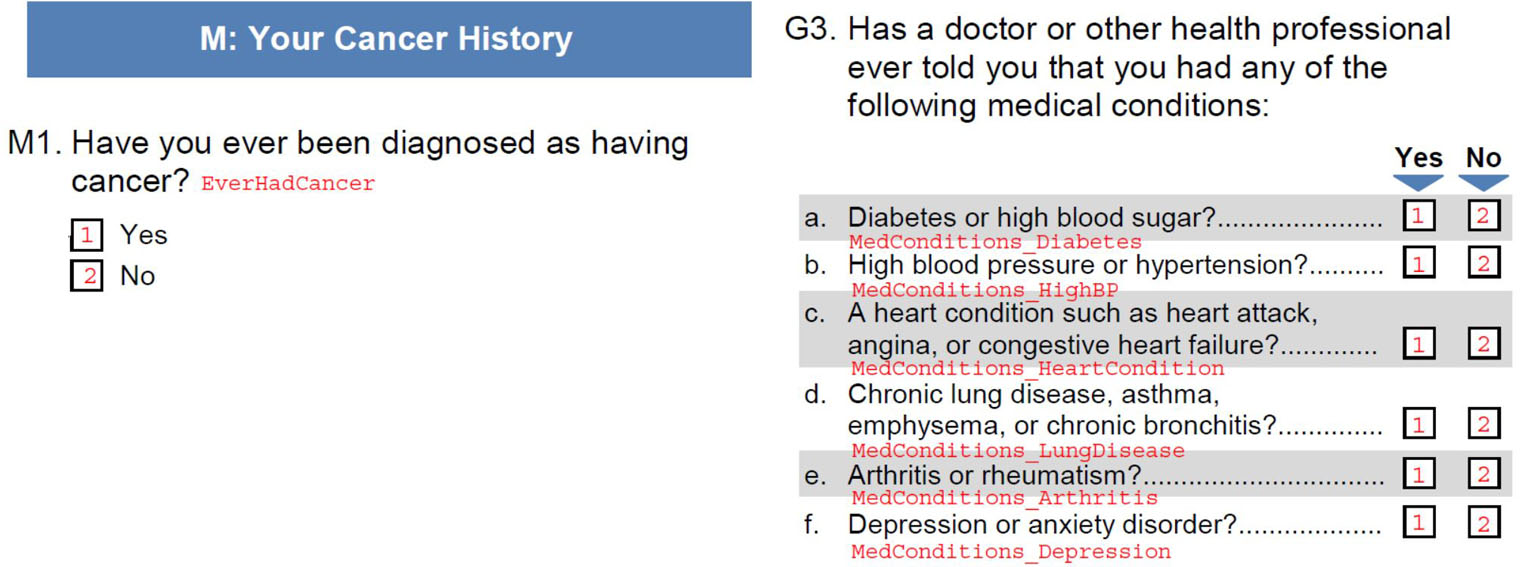 M: Your Cancer History
M1. Have you ever been diagnosed as having
cancer? EverHadCancer
1 Yes
2 No
G3. Has a doctor or other health professional
ever told you that you had any of the
following medical conditions:
Yes No
a. Diabetes or high blood sugar?...................... 1 2
MedConditions_Diabetes
b. High blood pressure or hypertension?.......... 1 2
MedConditions_HighBP
c. A heart condition such as heart attack,
angina, or congestive heart failure?............. 1 2
MedConditions_HeartCondition
d. Chronic lung disease, asthma,
emphysema, or chronic bronchitis?.............. 1 2
MedConditions_LungDisease
e. Arthritis or rheumatism?................................ 1 2
MedConditions_Arthritis
f. Depression or anxiety disorder?................... 1 2
MedConditions_Depression